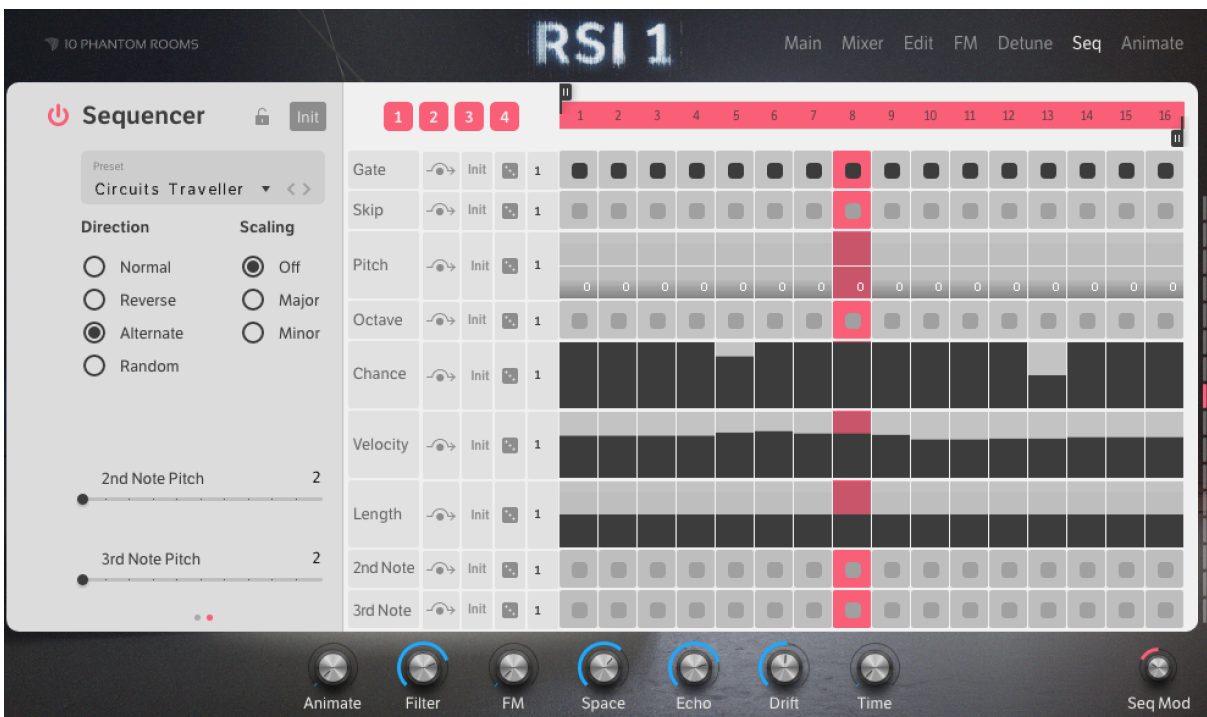 10 PHANTOM ROOMS
RSI 1
Main Mixer Edit FM Detune Seq Animate
Sequencer Init
1 2 3 4
1 2 3 4 5 6 7 8 9 10 11 12 13 14 15 16
Preset
Circuits Traveller
Direction Scaling
Normal Off
Reverse Major
Alternate Minor
Random
2nd Note Pitch 2
3rd Note Pitch 2
Gate Init 1
Skip Init 1
Pitch Init 1 0 0 0 0 0 0 0 0 0 0 0 0 0 0 0 0
Octave Init 1
Chance Init 1
Velocity Init 1
Length Init 1
2nd Note Init 1
3rd Note Init 1
Animate Filter FM Space Echo Drift Time Seq Mod